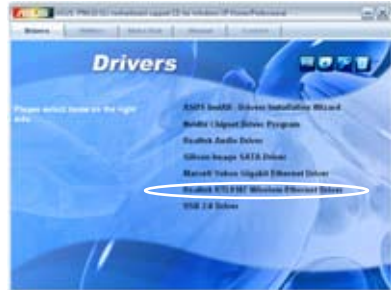 ASUS
Drivers
Please select items on the right side.
ASUS InstAll - Drivers Installation Wizard
NVIDIA Chipset Driver Program
Realtek Audio Driver
Silicon Image SATA Driver
Marvell Yukon Gigabit Ethernet Driver
Realtek RTL8187 Wireless Ethernet Driver
USB 2.0 Driver